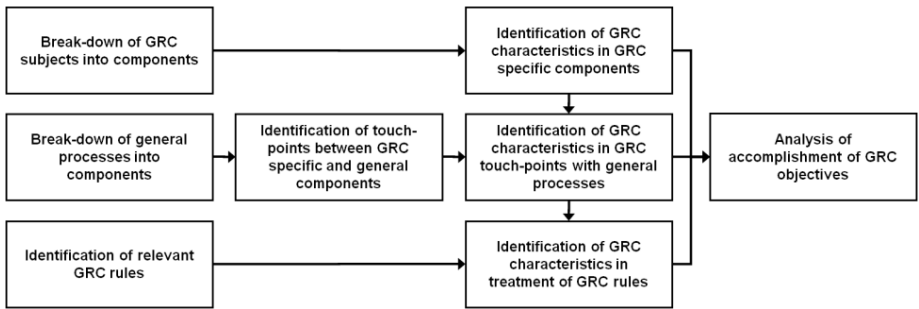 Break-down of GRC
subjects into components
Identification of GRC
characteristics in GRC
specific components
Break-down of general
processes into
components
Identification of touch-
points between GRC
specific and general
components
Identification of GRC
characteristics in GRC
touch-points with general
processes
Analysis of
accomplishment of GRC
objectives
Identification of relevant
GRC rules
Identification of GRC
characteristics in
treatment of GRC rules